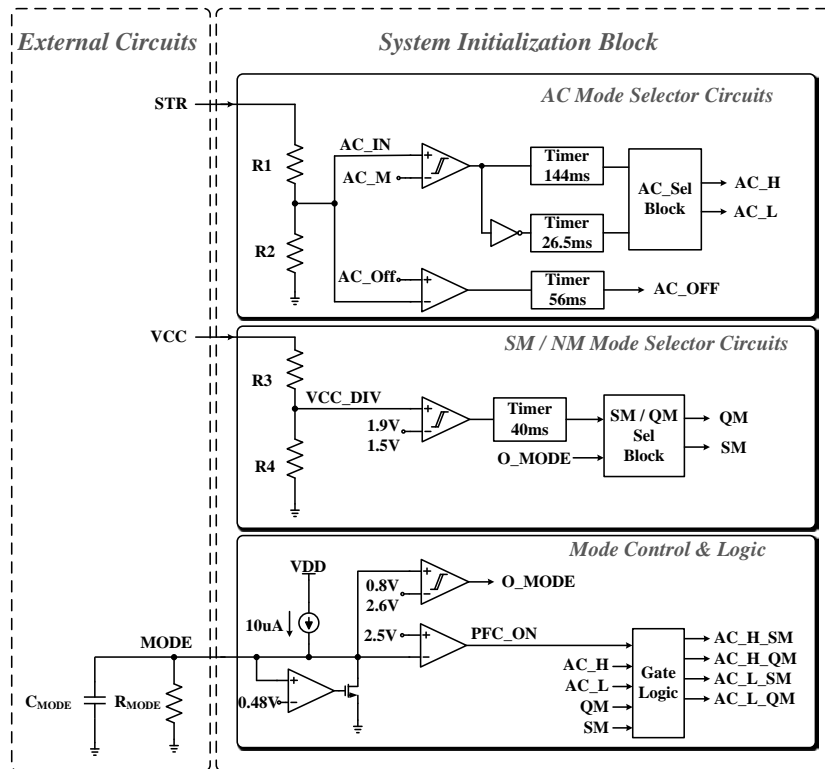 External Circuits
System Initialization Block
AC Mode Selector Circuits
STR
R1
R2
AC_IN
AC_M
+
−
Timer
144ms
Timer
26.5ms
AC_Sel
Block
AC_H
AC_L
AC_Off
+
−
Timer
56ms
AC_OFF
SM / NM Mode Selector Circuits
VCC
R3
R4
VCC_DIV
1.9V
1.5V
+
−
Timer
40ms
O_MODE
SM / QM
Sel
Block
QM
SM
Mode Control & Logic
VDD
10uA
0.8V
2.6V
+
−
O_MODE
MODE
2.5V
+
−
PFC_ON
CMODE
RMODE
0.48V
+
−
AC_H
AC_L
QM
SM
Gate
Logic
AC_H_SM
AC_H_QM
AC_L_SM
AC_L_QM